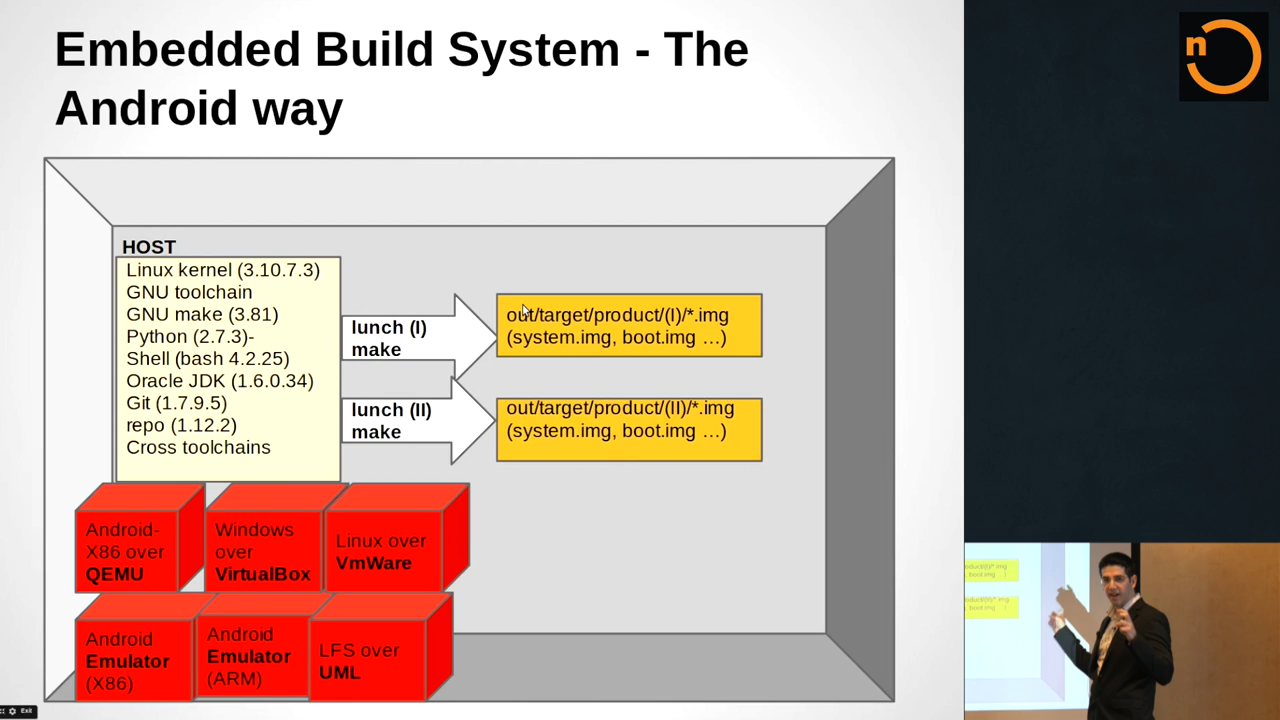 Embedded Build System - The
Android way
HOST
Linux kernel (3.10.7.3)
GNU toolchain
GNU make (3.81)
Python (2.7.3)-
Shell (bash 4.2.25)
Oracle JDK (1.6.0.34)
Git (1.7.9.5)
repo (1.12.2)
Cross toolchains
lunch (I)
make
out/target/product/(I)/*.img
(system.img, boot.img …)
lunch (II)
make
out/target/product/(II)/*.img
(system.img, boot.img …)
Android-
X86 over
QEMU
Windows
over
VirtualBox
Linux over
VmWare
Android
Emulator
(X86)
Android
Emulator
(ARM)
LFS over
UML
n
Exit